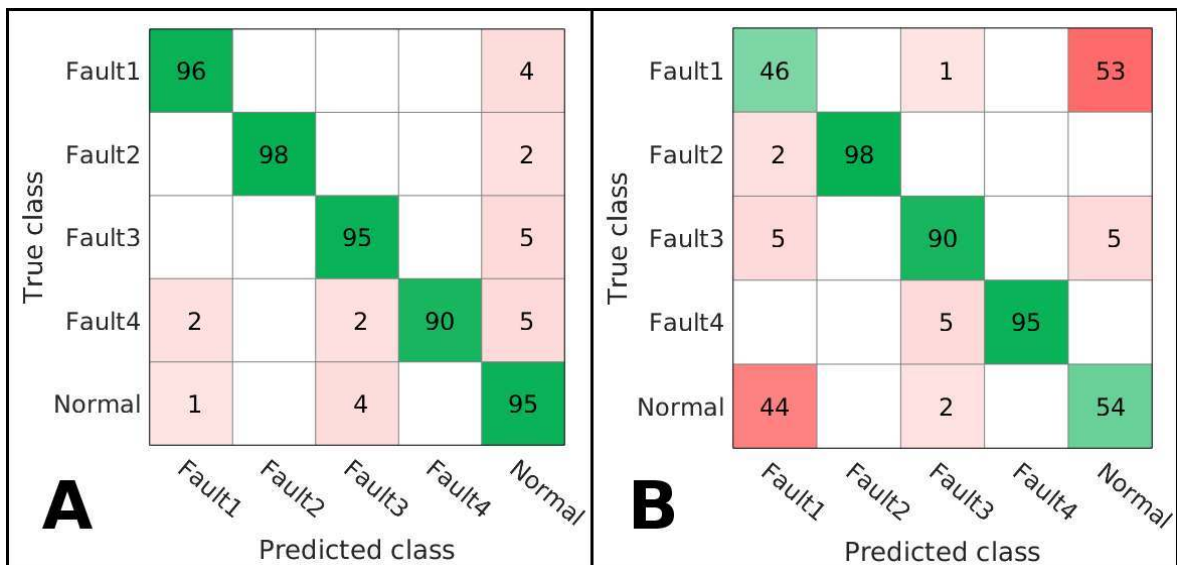 Fault1 96 4
Fault2 98 2
Fault3 95 5
Fault4 2 2 90 5
Normal 1 4 95
True class
Fault1 Fault2 Fault3 Fault4 Normal
Predicted class
A
Fault1 46 1 53
Fault2 2 98
Fault3 5 90 5
Fault4 5 95
Normal 44 2 54
True class
Fault1 Fault2 Fault3 Fault4 Normal
Predicted class
B